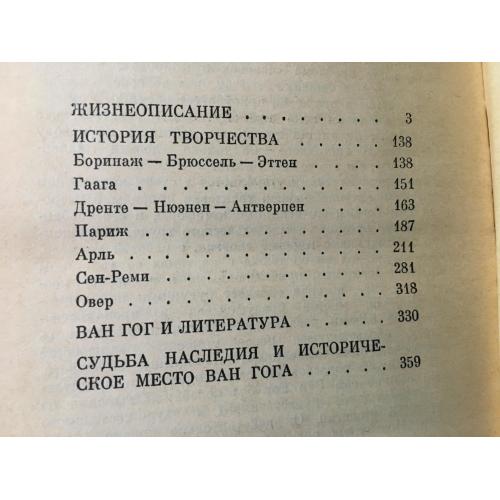 ЖИЗНЕОПИСАНИЕ . . . . . . . . . 3
ИСТОРИЯ ТВОРЧЕСТВА . . . . . . 138
Боринаж — Брюссель — Эттен . . . . 138
Гаага . . . . . . . . . . . . . 151
Дренте — Нюэнен — Антверпен . . . . 163
Париж . . . . . . . . . . . . . 187
Арль . . . . . . . . . . . . . 211
Сен-Реми . . . . . . . . . . . . 281
Овер . . . . . . . . . . . . . 318
ВАН ГОГ И ЛИТЕРАТУРА . . . . . 330
СУДЬБА НАСЛЕДИЯ И ИСТОРИЧЕ-
СКОЕ МЕСТО ВАН ГОГА . . . . . 359